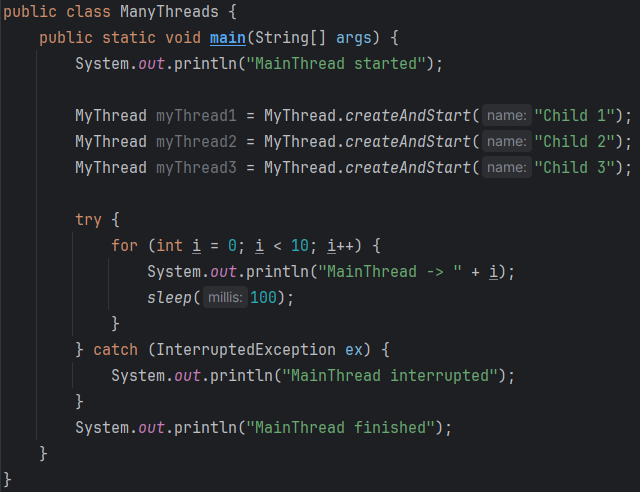 public class ManyThreads {
    public static void main(String[] args) {
        System.out.println("MainThread started");
        MyThread myThread1 = MyThread.createAndStart( name: "Child 1");
        MyThread myThread2 = MyThread.createAndStart( name: "Child 2");
        MyThread myThread3 = MyThread.createAndStart( name: "Child 3");
        try {
            for (int i = 0; i < 10; i++) {
                System.out.println("MainThread -> " + i);
                sleep( millis: 100);
            }
        } catch (InterruptedException ex) {
            System.out.println("MainThread interrupted");
        }
        System.out.println("MainThread finished");
    }
}